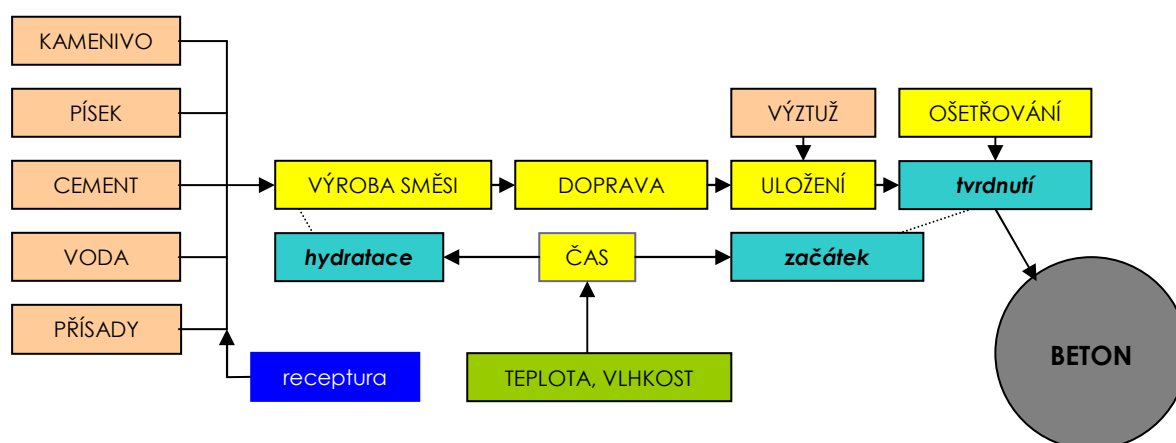 KAMENIVO
PÍSEK
VÝZTUŽ
OŠETŘOVÁNÍ
CEMENT
VÝROBA SMĚSI
DOPRAVA
ULOŽENÍ
tvrdnutí
VODA
hydratace
ČAS
začátek
PŘÍSADY
receptura
TEPLOTA, VLHKOST
BETON